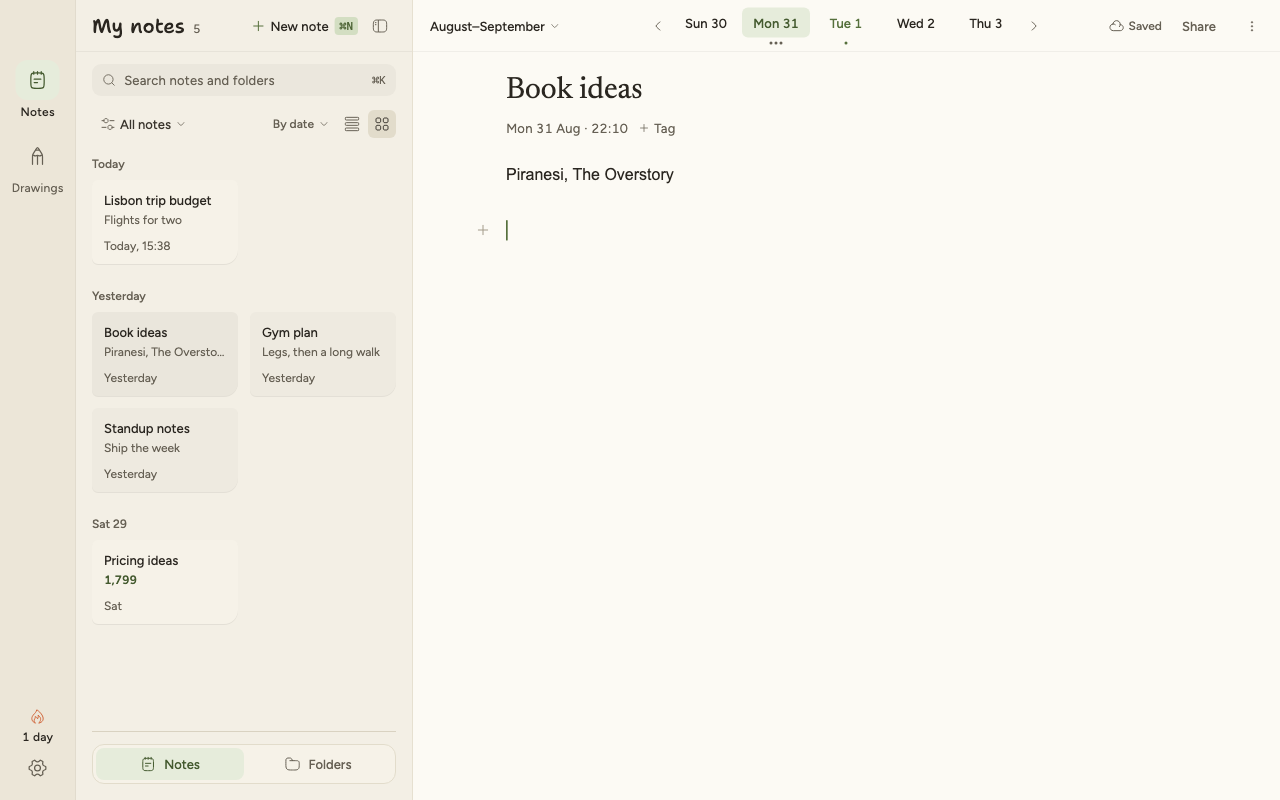 My notes 5
New note ⌘N
Search notes and folders ⌘K
All notes
By date
Today
Lisbon trip budget
Flights for two
Today, 15:38
Yesterday
Book ideas
Piranesi, The Oversto...
Yesterday
Gym plan
Legs, then a long walk
Yesterday
Standup notes
Ship the week
Yesterday
Sat 29
Pricing ideas
1,799
Sat
Notes
Folders
Notes
Drawings
1 day
August–September
Sun 30
Mon 31
Tue 1
Wed 2
Thu 3
Saved
Share
Book ideas
Mon 31 Aug · 22:10 + Tag
Piranesi, The Overstory